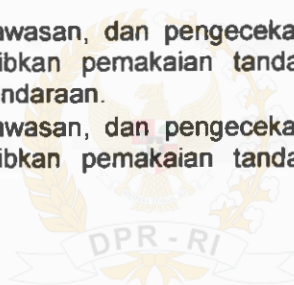 awasan, dan pengeceka
ibkan pemakaian tanda
ndaraan.
awasan, dan pengeceka
ibkan pemakaian tanda
DPR - RI